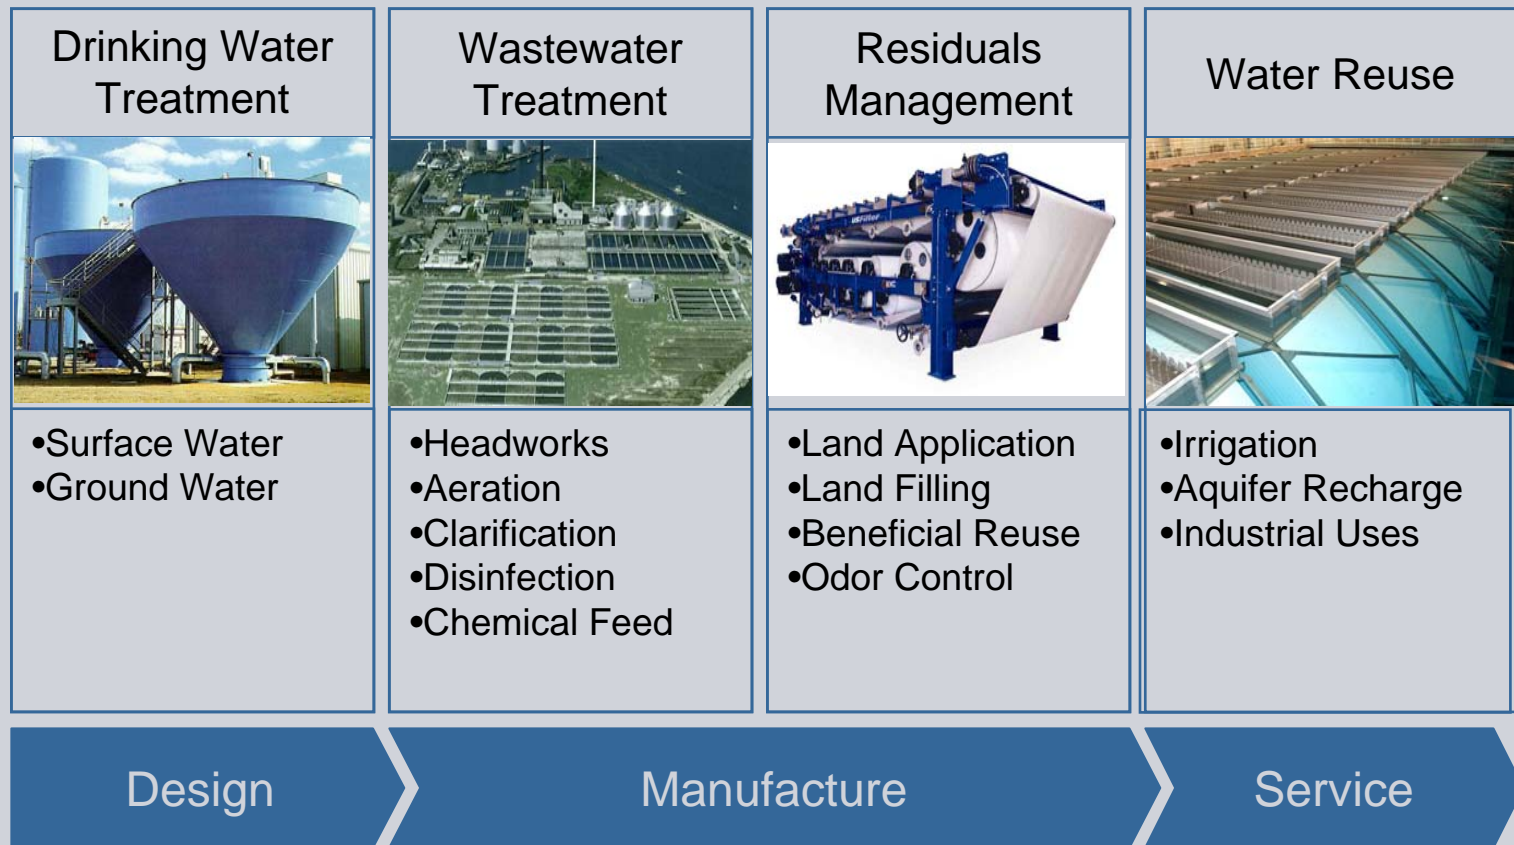 Drinking Water
Treatment
Wastewater
Treatment
Residuals
Management
Water Reuse
USFilter
•Surface Water
•Ground Water
•Headworks
•Aeration
•Clarification
•Disinfection
•Chemical Feed
•Land Application
•Land Filling
•Beneficial Reuse
•Odor Control
•Irrigation
•Aquifer Recharge
•Industrial Uses
Design
Manufacture
Service